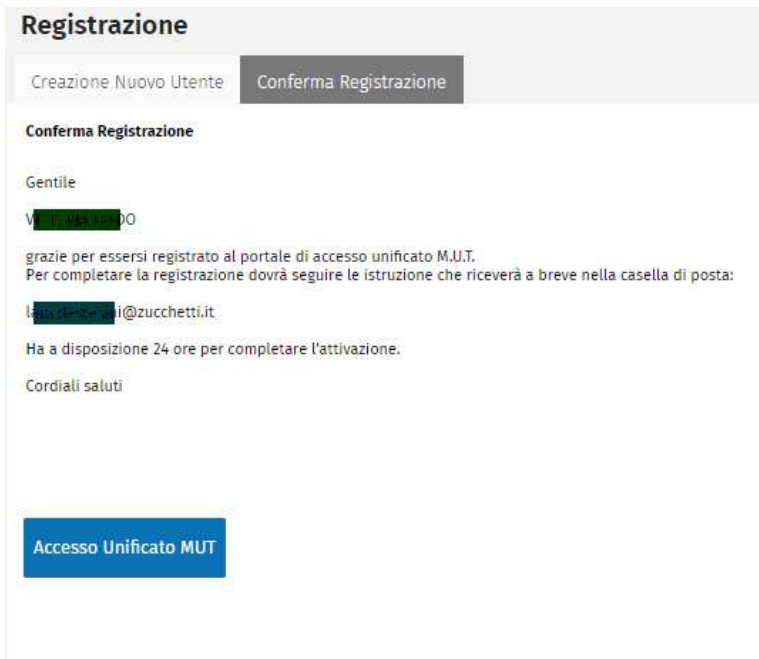 Registrazione
Creazione Nuovo Utente
Conferma Registrazione
Conferma Registrazione
Gentile
grazie per essersi registrato al portale di accesso unificato M.U.T.
Per completare la registrazione dovrà seguire le istruzione che riceverà a breve nella casella di posta:
i@zucchetti.it
Ha a disposizione 24 ore per completare l'attivazione.
Cordiali saluti
Accesso Unificato MUT